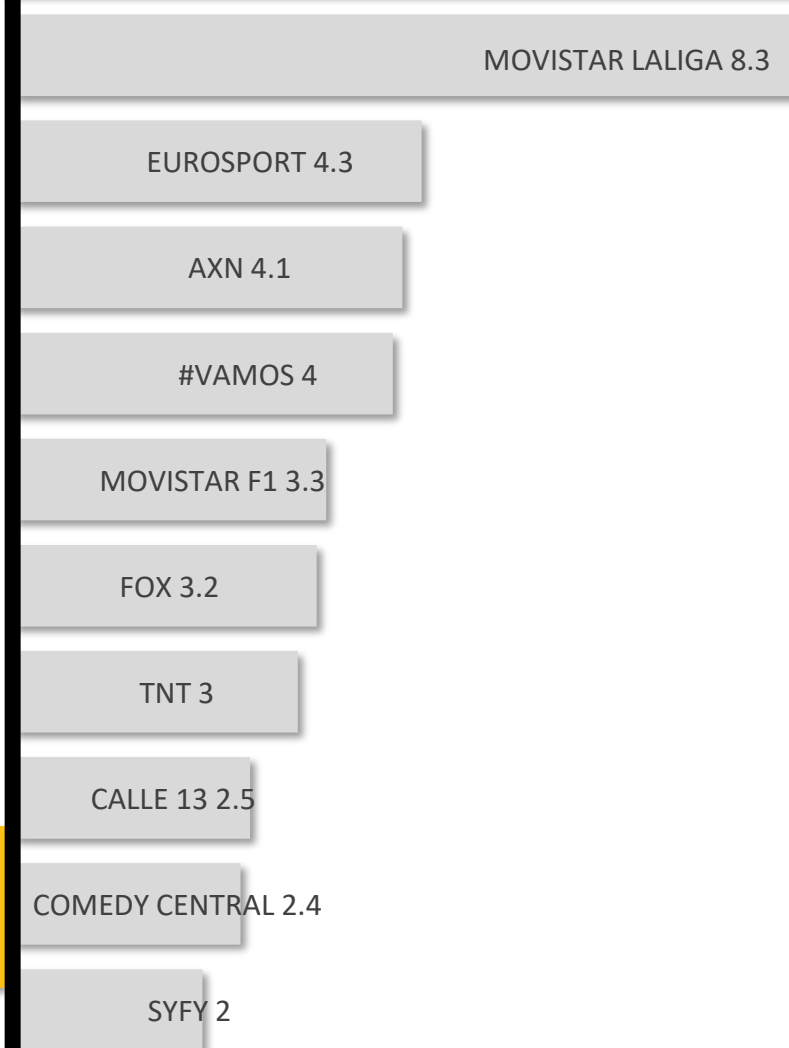 MOVISTAR LALIGA 8.3
EUROSPORT 4.3
AXN 4.1
#VAMOS 4
MOVISTAR F1 3.3
FOX 3.2
TNT 3
CALLE 13 2.5
COMEDY CENTRAL 2.4
SYFY 2